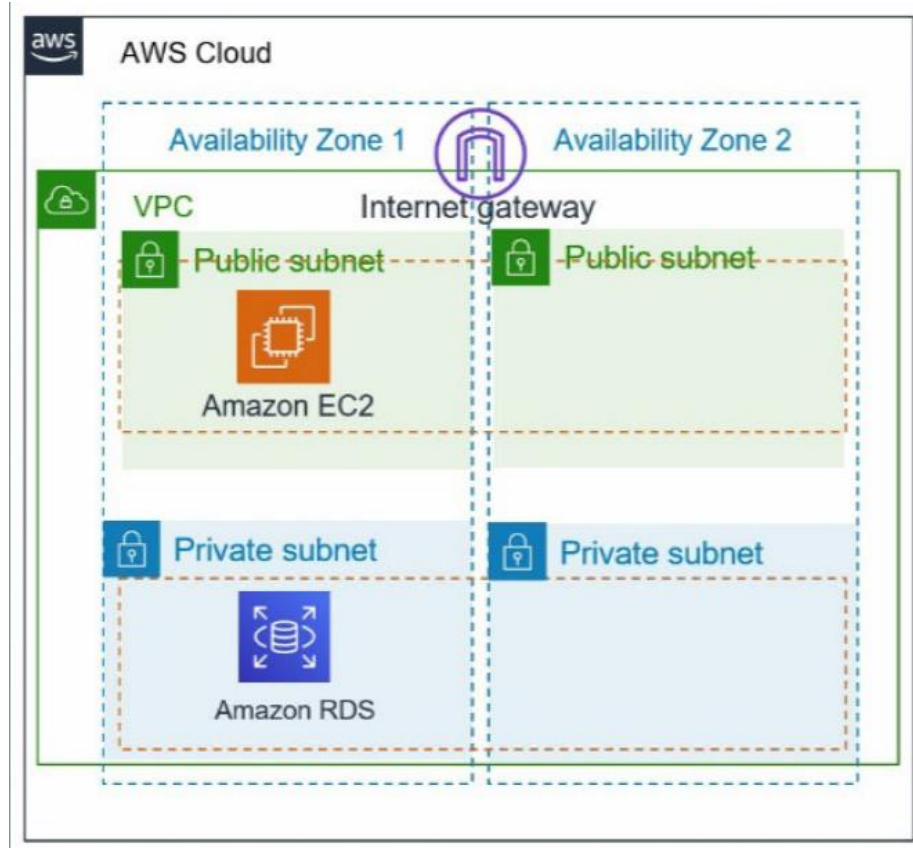 aws
AWS Cloud
Availability Zone 1
Availability Zone 2
VPC
Internet gateway
Public subnet
Public subnet
Amazon EC2
Private subnet
Private subnet
Amazon RDS